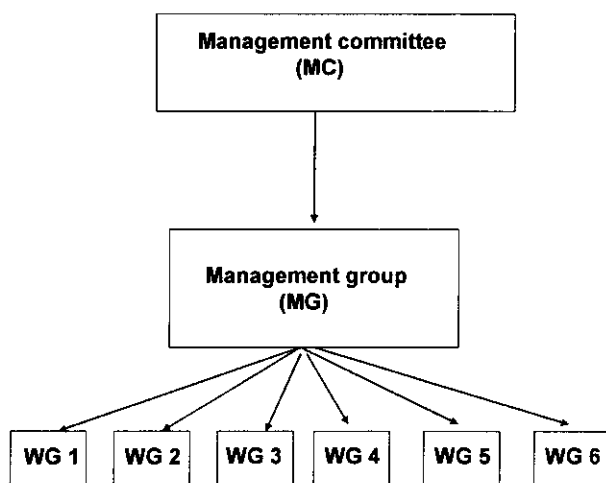 Management committee
(MC)
Management group
(MG)
WG 1
WG 2
WG 3
WG 4
WG 5
WG 6